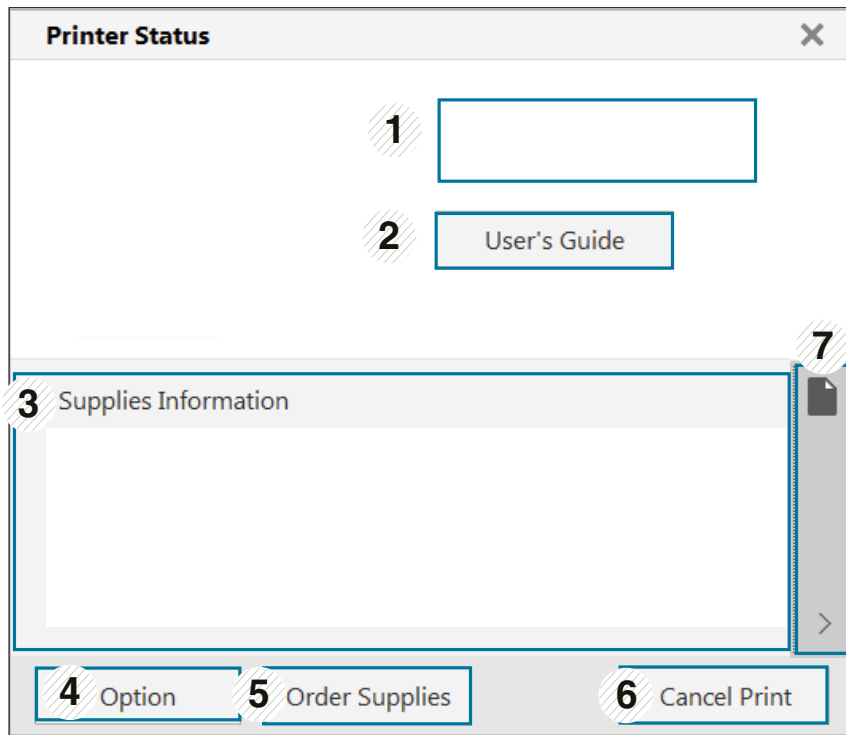 Printer Status
1
2 User's Guide
7
3 Supplies Information
4 Option 5 Order Supplies 6 Cancel Print